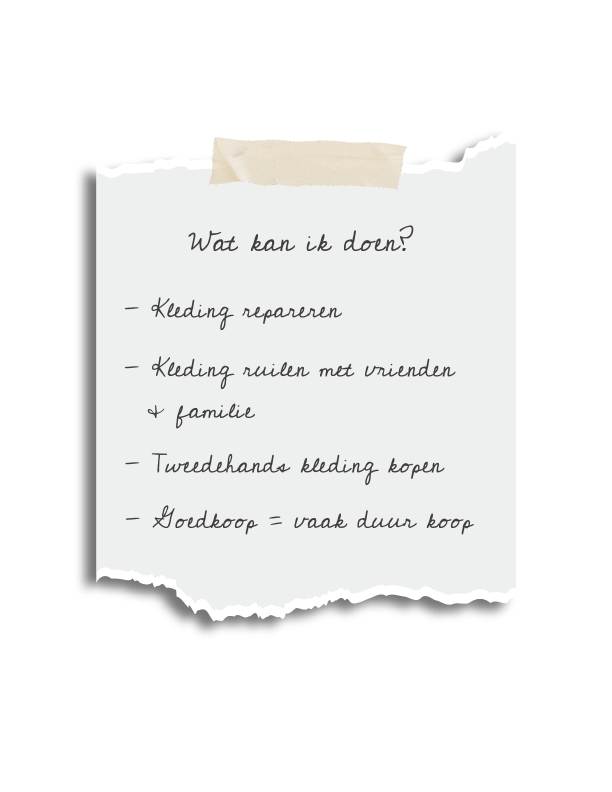 Wat kan ik doen?
- Kleding repareren
- Kleding ruilen met vrienden
& familie
- Tweedehands kleding kopen
- Goedkoop = vaak duur koop